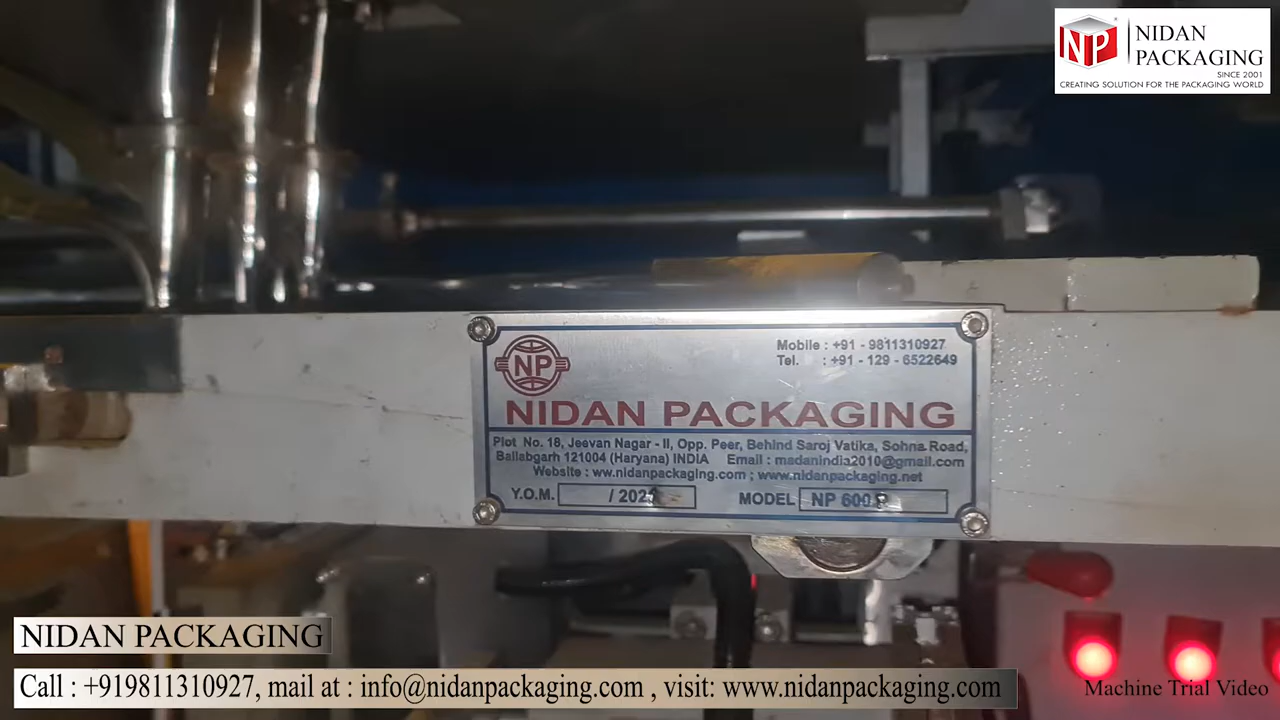 NP
NIDAN
PACKAGING
SINCE 2001
CREATING SOLUTION FOR THE PACKAGING WORLD
NP
Mobile : +91 - 9811310927
Tel. : +91 - 129 - 6522649
NIDAN PACKAGING
Plot No. 18, Jeevan Nagar - II, Opp. Peer, Behind Saroj Vatika, Sohna Road,
Ballabgarh 121004 (Haryana) INDIA Email : madanindia2010@gmail.com
Website : ww.nidanpackaging.com ; www.nidanpackaging.net
Y.O.M. MODEL NP
NIDAN PACKAGING
Call : +919811310927, mail at : info@nidanpackaging.com , visit: www.nidanpackaging.com
Machine Trial Video